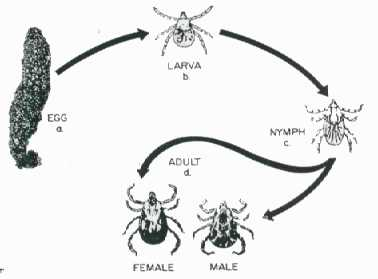 LARVA
b.
EGG
a.
NYMPH
c.
ADULT
d.
FEMALE
MALE